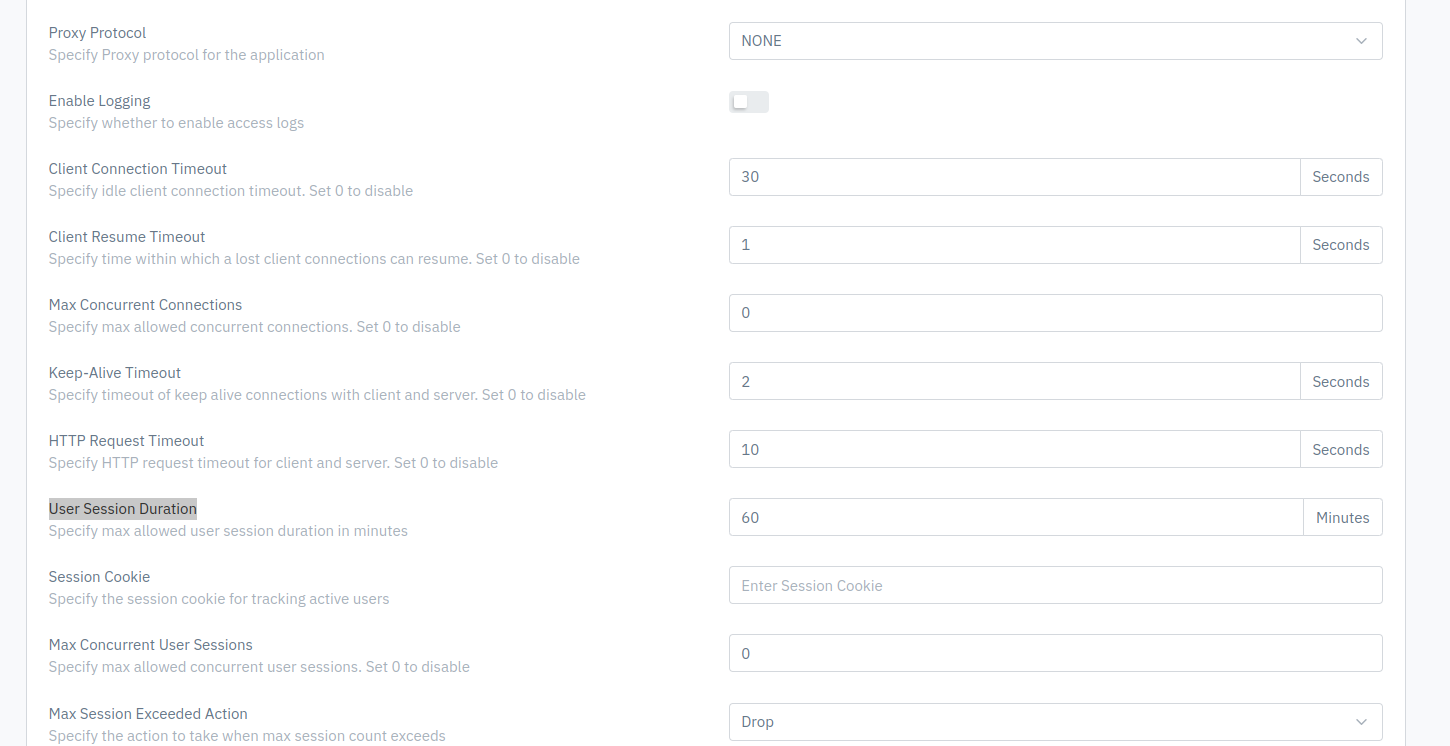 Proxy Protocol
Specify Proxy protocol for the application
NONE
Enable Logging
Specify whether to enable access logs
Client Connection Timeout
Specify idle client connection timeout. Set 0 to disable
30
Seconds
Client Resume Timeout
Specify time within which a lost client connections can resume. Set 0 to disable
1
Seconds
Max Concurrent Connections
Specify max allowed concurrent connections. Set 0 to disable
0
Keep-Alive Timeout
Specify timeout of keep alive connections with client and server. Set 0 to disable
2
Seconds
HTTP Request Timeout
Specify HTTP request timeout for client and server. Set 0 to disable
10
Seconds
User Session Duration
Specify max allowed user session duration in minutes
60
Minutes
Session Cookie
Specify the session cookie for tracking active users
Enter Session Cookie
Max Concurrent User Sessions
Specify max allowed concurrent user sessions. Set 0 to disable
0
Max Session Exceeded Action
Specify the action to take when max session count exceeds
Drop